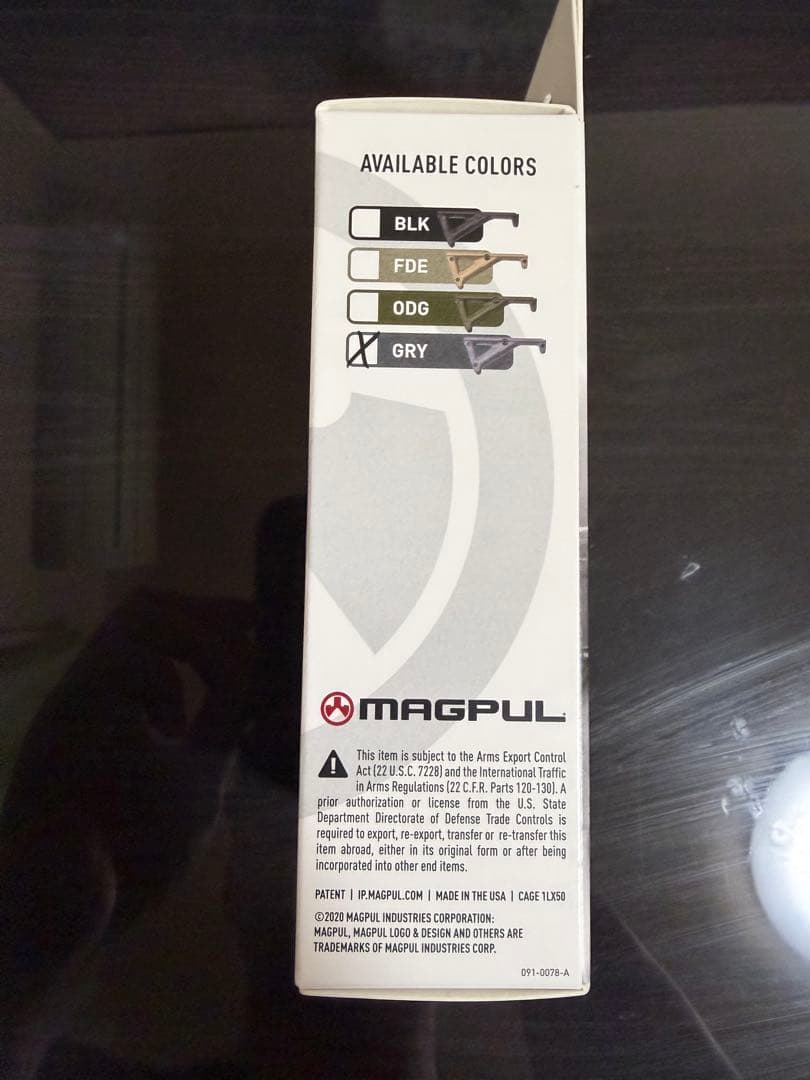 AVAILABLE COLORS
BLK
FDE
ODG
GRY
MAGPUL
This item is subject to the Arms Export Control
Act (22 U.S.C. 7228) and the International Traffic
in Arms Regulations (22 C.F.R. Parts 120-130). A
prior authorization or license from the U.S. State
Department Directorate of Defense Trade Controls is
required to export, re-export, transfer or re-transfer this
item abroad, either in its original form or after being
incorporated into other end items.
PATENT | IP.MAGPUL.COM | MADE IN THE USA | CAGE 1LX50
©2020 MAGPUL INDUSTRIES CORPORATION:
MAGPUL, MAGPUL LOGO & DESIGN AND OTHERS ARE
TRADEMARKS OF MAGPUL INDUSTRIES CORP.
091-0078-A